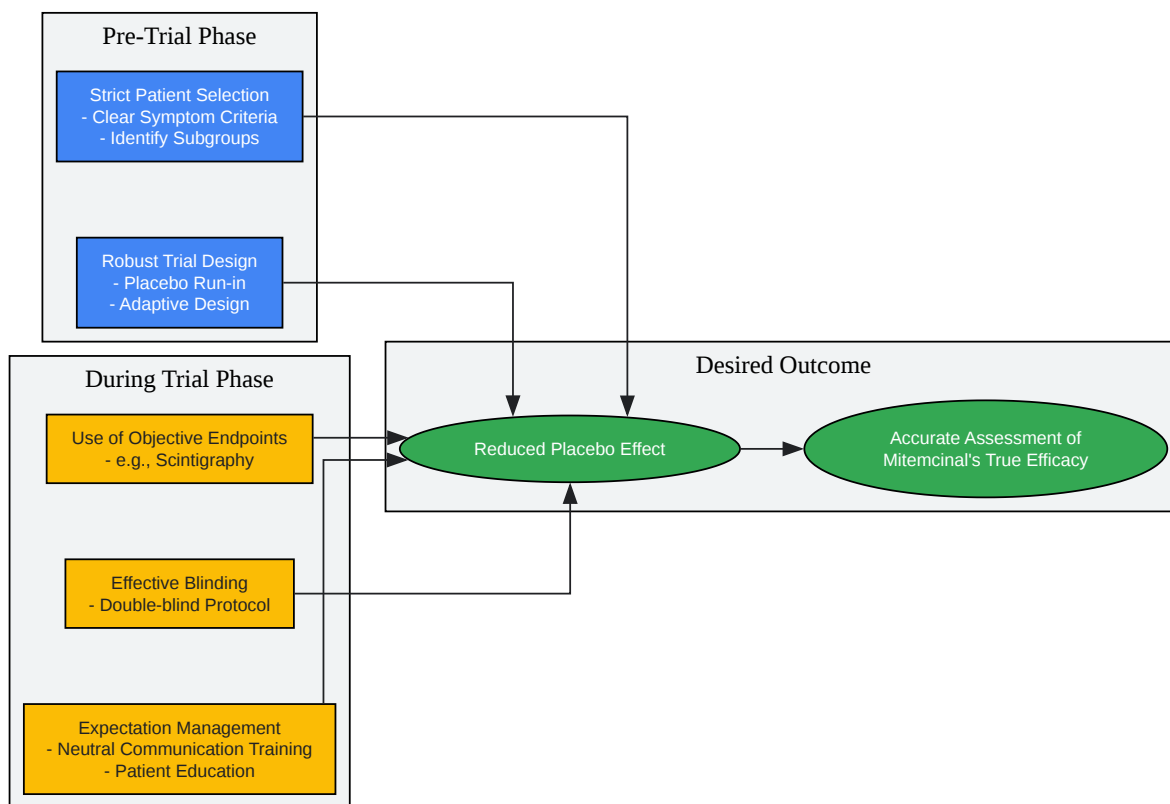 Pre-Trial Phase
Strict Patient Selection
- Clear Symptom Criteria
- Identify Subgroups
Robust Trial Design
- Placebo Run-in
- Adaptive Design
During Trial Phase
Use of Objective Endpoints
- e.g., Scintigraphy
Effective Blinding
- Double-blind Protocol
Expectation Management
- Neutral Communication Training
- Patient Education
Desired Outcome
Reduced Placebo Effect
Accurate Assessment of
Mitemcinal's True Efficacy